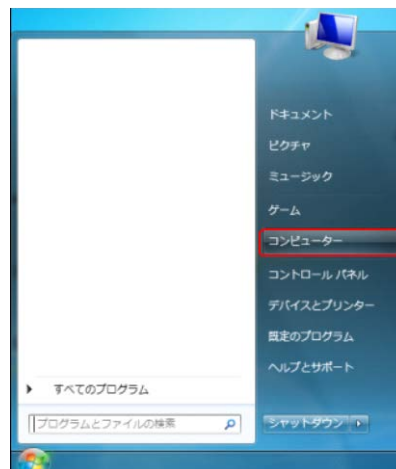 ドキュメント
ピクチャ
ミュージック
ゲーム
コンピューター
コントロール パネル
デバイスとプリンター
既定のプログラム
ヘルプとサポート
すべてのプログラム
プログラムとファイルの検索
シャットダウン